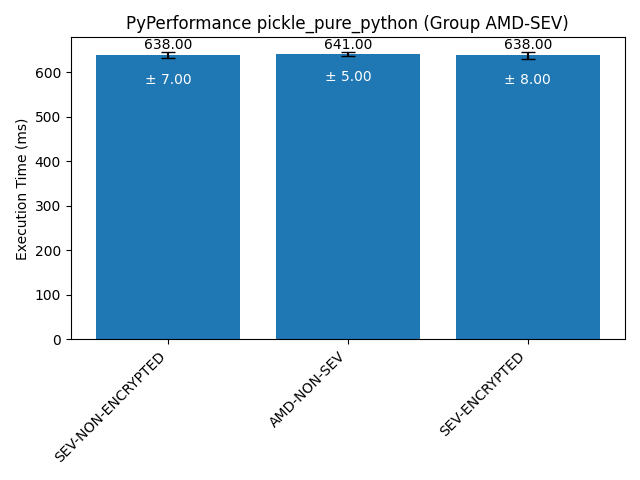 PyPerformance pickle_pure_python (Group AMD-SEV)
638.00
641.00
638.00
± 7.00
± 5.00
± 8.00
Execution Time (ms)
600
500
400
300
200
100
0
SEV-NON-ENCRYPTED
AMD-NON-SEV
SEV-ENCRYPTED